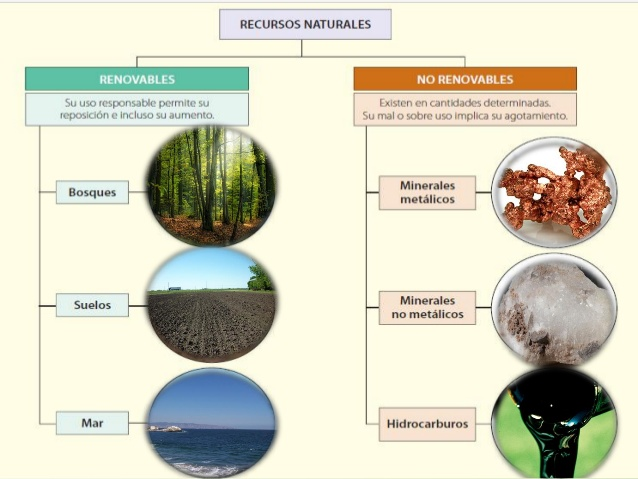 RECURSOS NATURALES
RENOVABLES
Su uso responsable permite su
reposición e incluso su aumento.
Bosques
Suelos
Mar
NO RENOVABLES
Existen en cantidades determinadas.
Su mal o sobre uso implica su agotamiento.
Minerales
metálicos
Minerales
no metálicos
Hidrocarburos